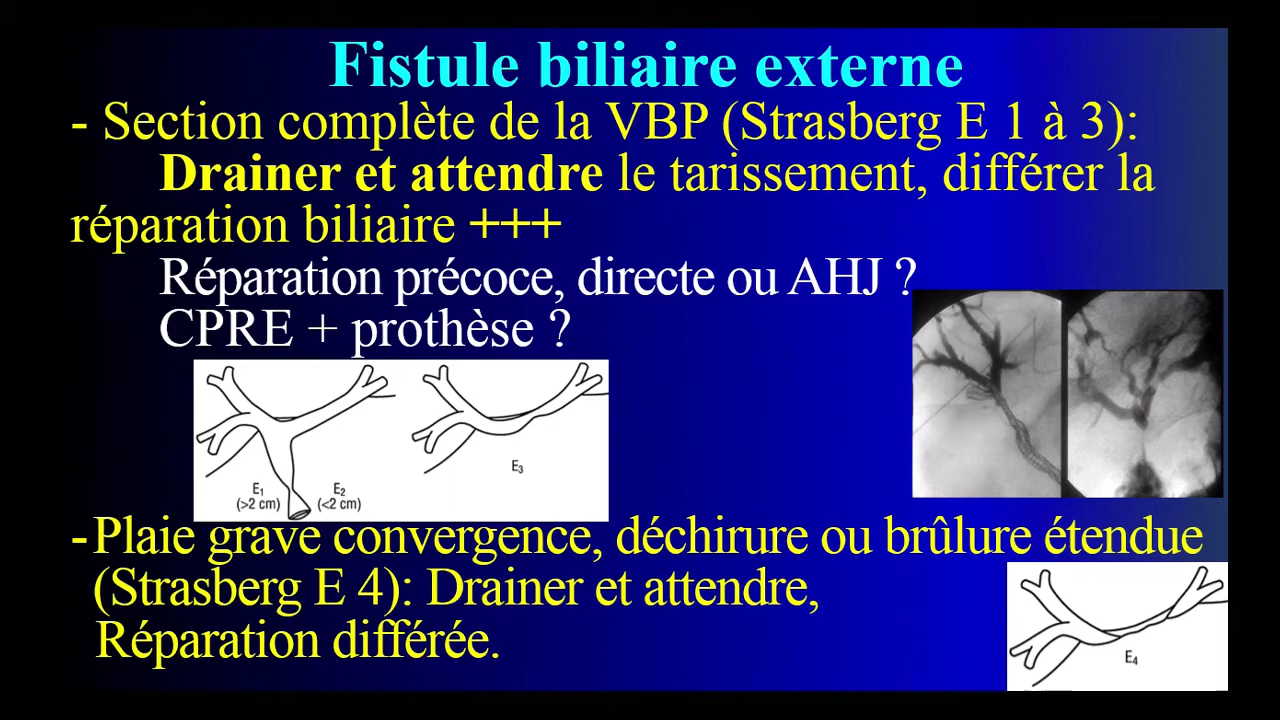 Fistule biliaire externe
- Section complète de la VBP (Strasberg E 1 à 3):
Drainer et attendre le tarissement, différer la
réparation biliaire +++
Réparation précoce, directe ou AHJ ?
CPRE + prothèse ?
E₁ E₂
(>2 cm) (<2 cm)
E₃
- Plaie grave convergence, déchirure ou brûlure étendue
(Strasberg E 4): Drainer et attendre,
Réparation différée.
E₄